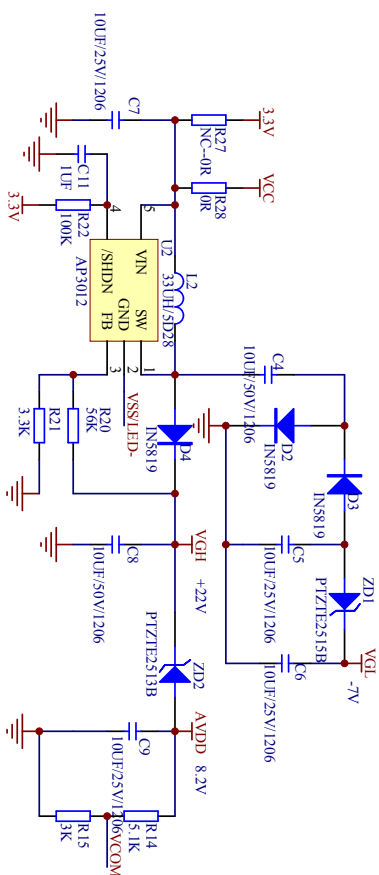 VGL
-7V
C4
10UF/50V/1206
D3
IN5819
ZD1
PTZTE2515B
D2
IN5819
C5
10UF/25V/1206
C6
10UF/25V/1206
3.3V
VCC
R27
NC--0R
R28
0R
L2
33UH/5D28
D4
IN5819
VGH
+22V
ZD2
PTZTE2513B
AVDD
8.2V
C7
10UF/25V/1206
U2
5
VIN
SW
1
GND
2
4
/SHDN
FB
3
AP3012
VSS/LED-
C11
1UF
R22
100K
3.3V
R20
56K
R21
3.3K
C8
10UF/50V/1206
C9
10UF/25V/1206
R14
5.1K
VCOM
R15
3K